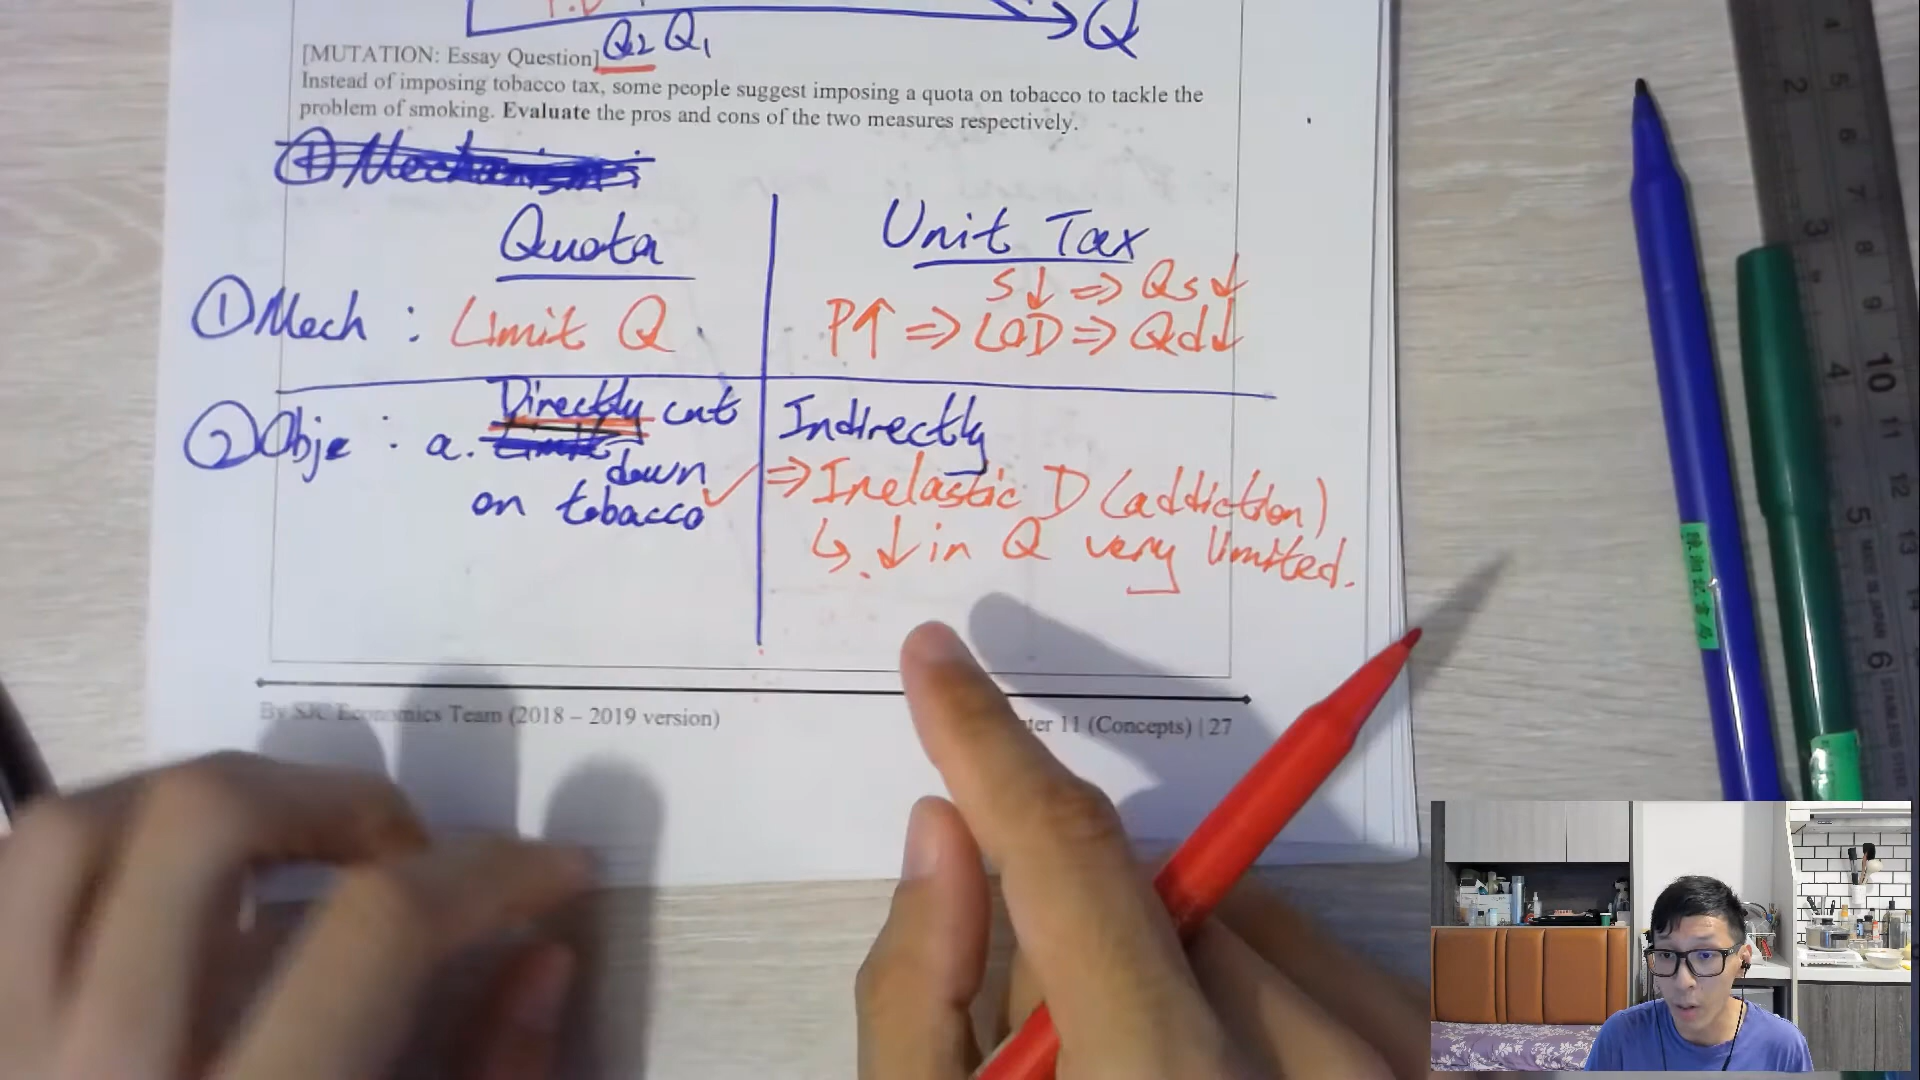 Q
Q2 Q1
[MUTATION: Essay Question]
Instead of imposing tobacco tax, some people suggest imposing a quota on tobacco to tackle the
problem of smoking. Evaluate the pros and cons of the two measures respectively.
Quota
Unit Tax
S↓ ⇒ Qs↓
① Mech : Limit Q
P↑ ⇒ LOD ⇒ Qd↓
② Obje : a. Directly cut
down
on tobacco ✓
Indirectly
⇒ Inelastic D (addiction)
↳ ↓ in Q very limited.
By SJC Economics Team (2018 – 2019 version)
ter 11 (Concepts) | 27